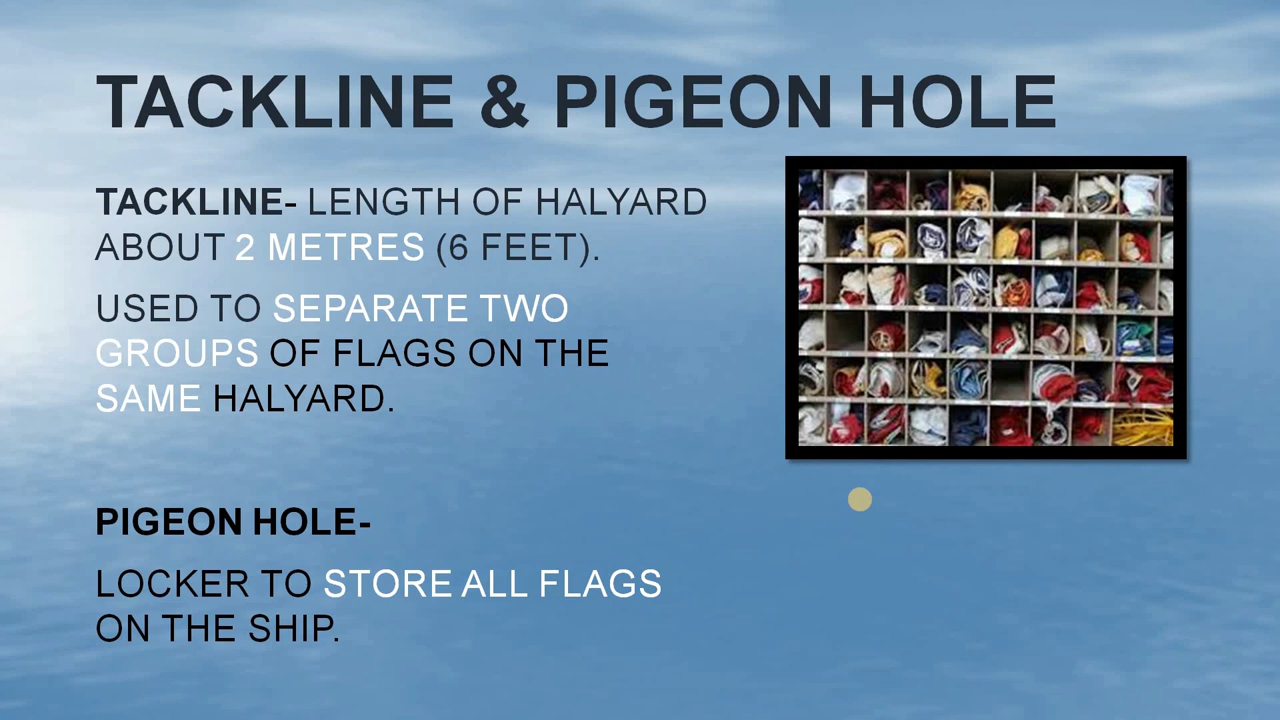 TACKLINE & PIGEON HOLE
TACKLINE- LENGTH OF HALYARD
ABOUT 2 METRES (6 FEET).
USED TO SEPARATE TWO
GROUPS OF FLAGS ON THE
SAME HALYARD.
PIGEON HOLE-
LOCKER TO STORE ALL FLAGS
ON THE SHIP.